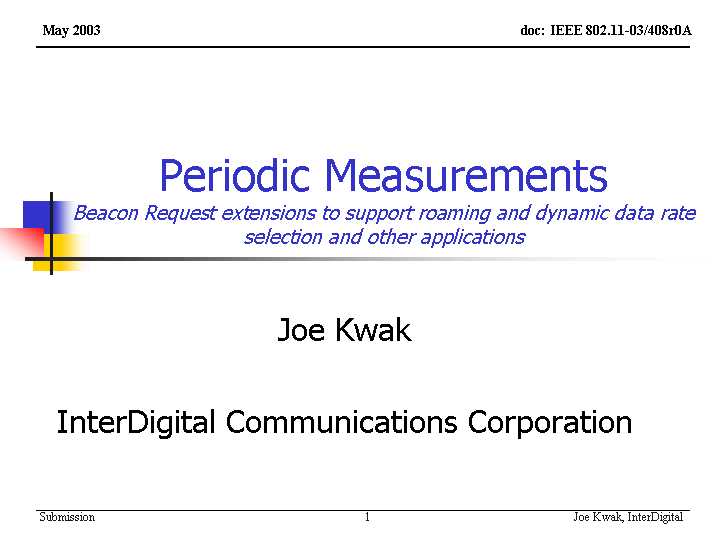 May 2003 doc: IEEE 802.11-03/408r0A
Periodic Measurements
Beacon Request extensions to support roaming and dynamic data rate
selection and other applications
Joe Kwak
InterDigital Communications Corporation
Submission 1 Joe Kwak, InterDigital